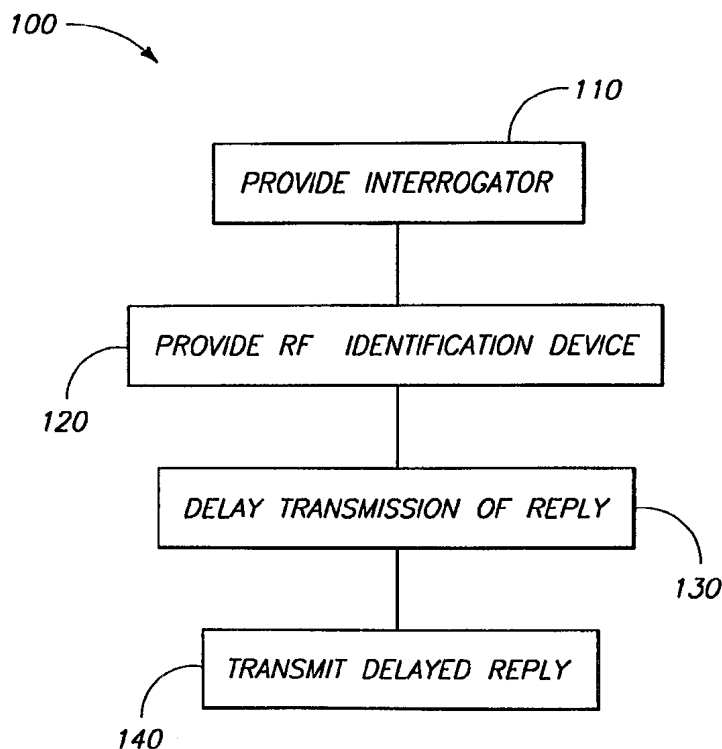 100
110
PROVIDE INTERROGATOR
PROVIDE RF IDENTIFICATION DEVICE
120
DELAY TRANSMISSION OF REPLY
130
TRANSMIT DELAYED REPLY
140